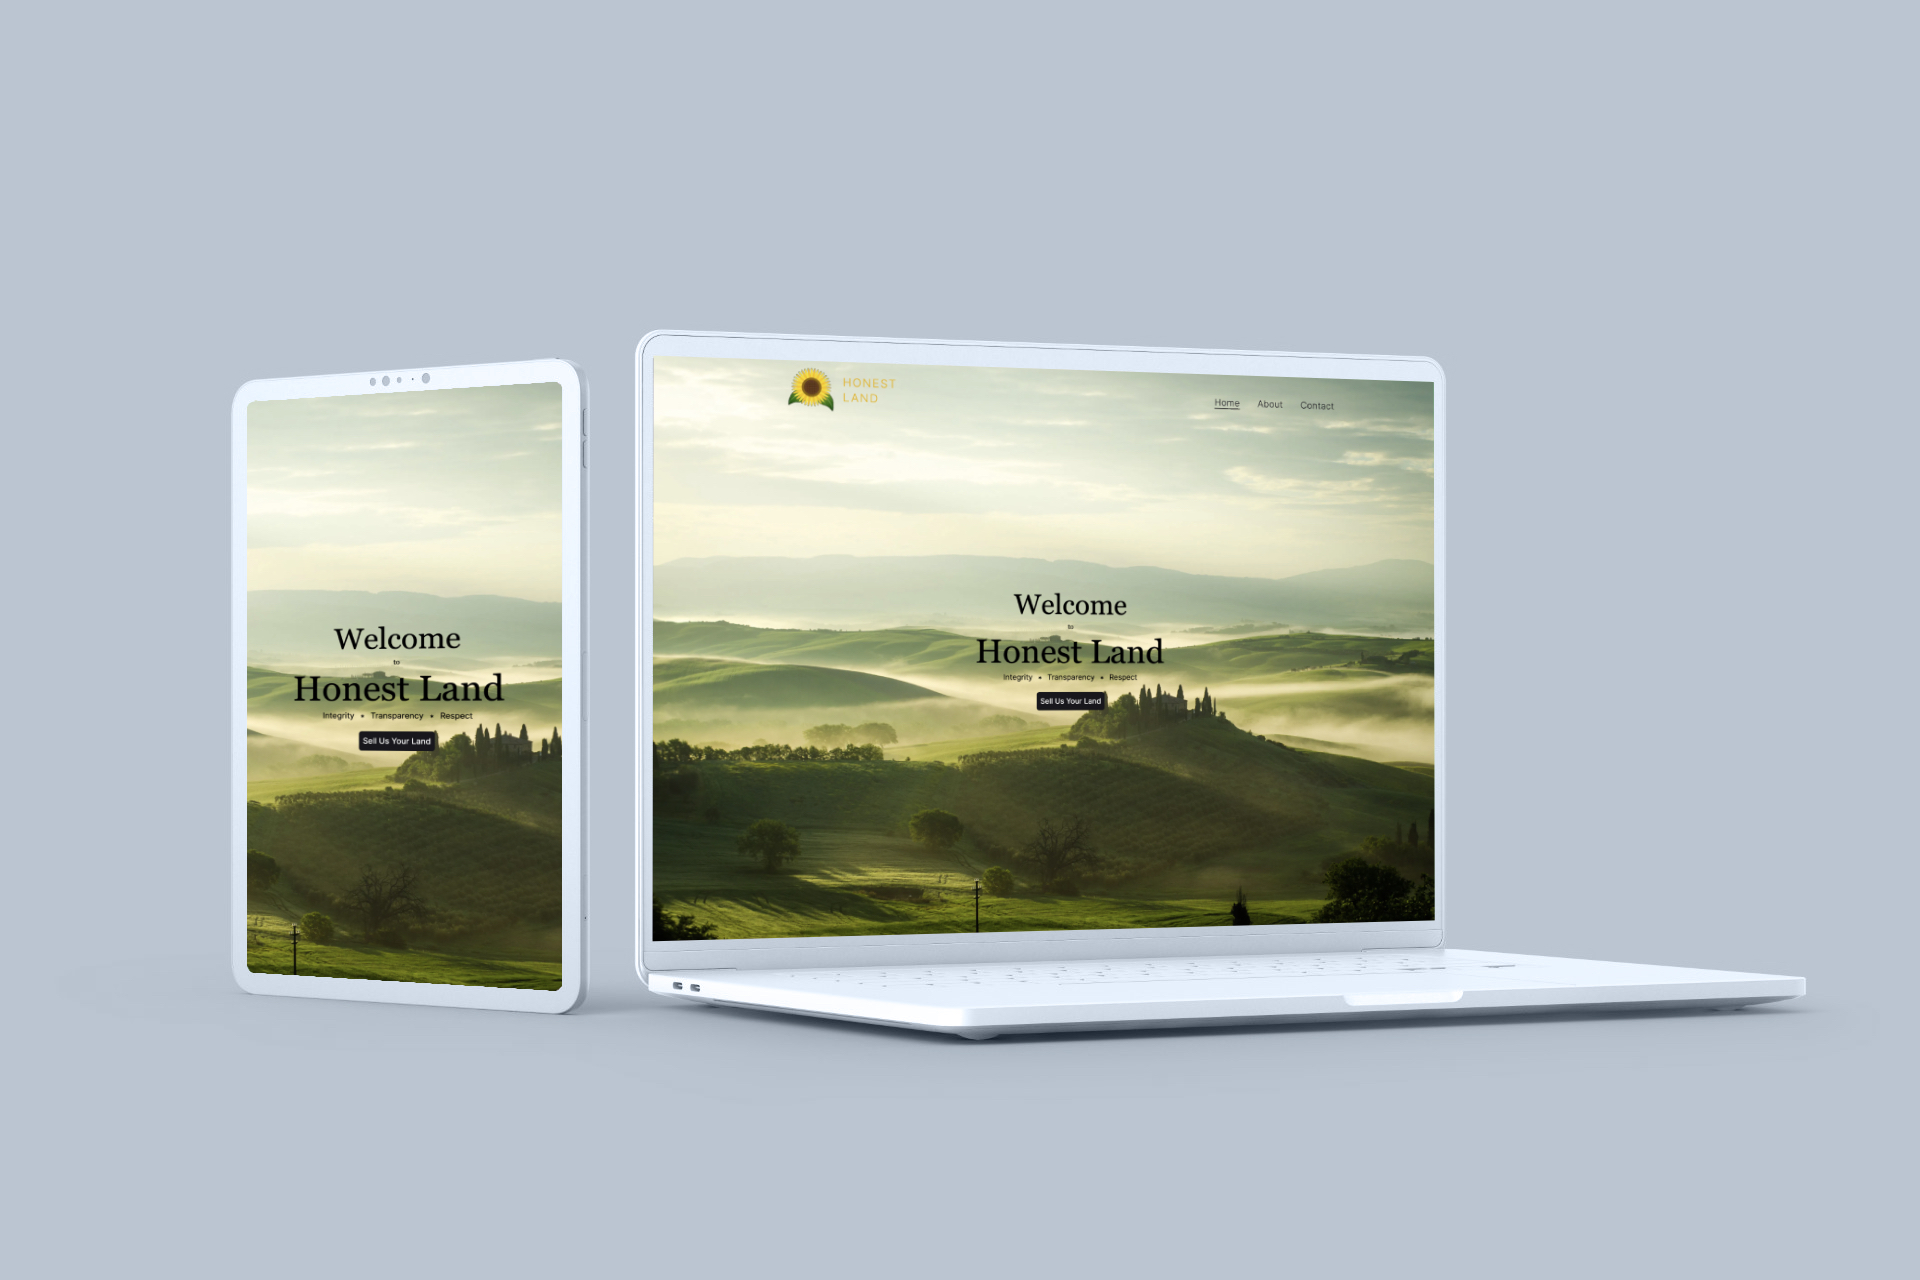 Welcome
to
Honest Land
Integrity • Transparency • Respect
Sell Us Your Land
HONEST
LAND
Home About Contact
Welcome
to
Honest Land
Integrity • Transparency • Respect
Sell Us Your Land